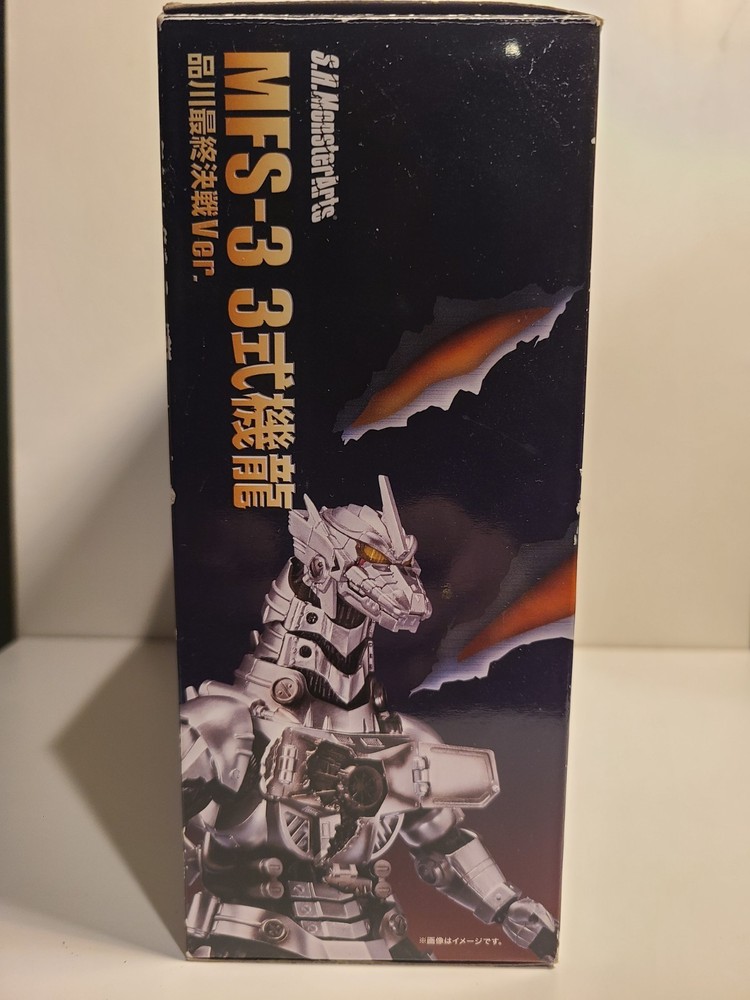 S.H.MonsterArts
MFS-3 3式機龍
品川最終決戦Ver.
※画像はイメージです。